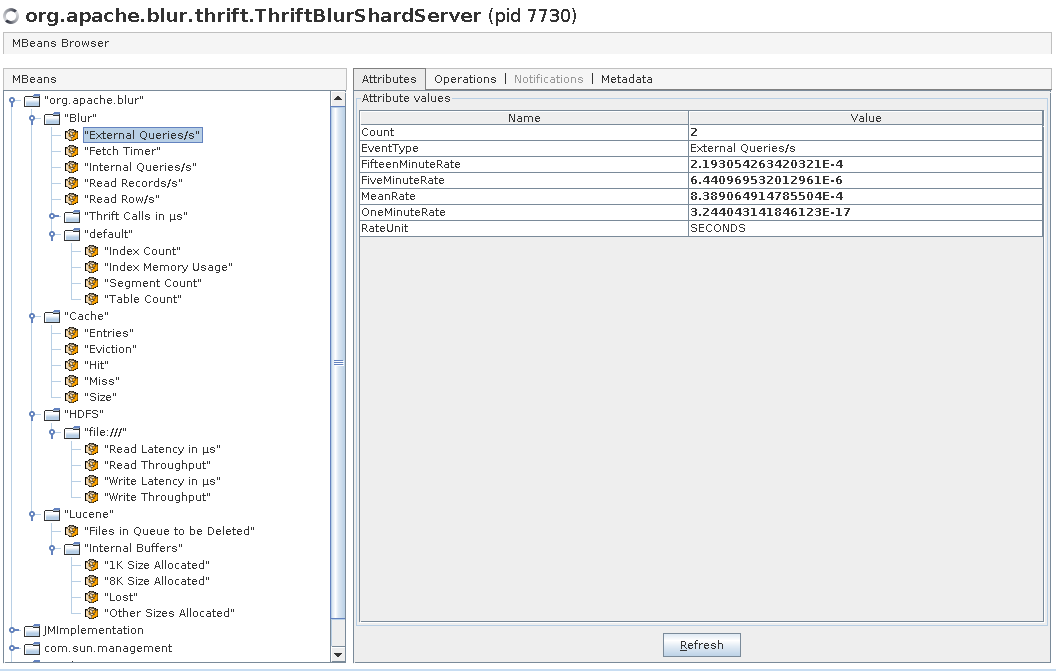 org.apache.blur.thrift.ThriftBlurShardServer (pid 7730)
MBeans Browser
MBeans
"org.apache.blur"
"Blur"
"External Queries/s"
"Fetch Timer"
"Internal Queries/s"
"Read Records/s"
"Read Row/s"
"Thrift Calls in µs"
"default"
"Index Count"
"Index Memory Usage"
"Segment Count"
"Table Count"
"Cache"
"Entries"
"Eviction"
"Hit"
"Miss"
"Size"
"HDFS"
"file:///"
"Read Latency in µs"
"Read Throughput"
"Write Latency in µs"
"Write Throughput"
"Lucene"
"Files in Queue to be Deleted"
"Internal Buffers"
"1K Size Allocated"
"8K Size Allocated"
"Lost"
"Other Sizes Allocated"
JMImplementation
com.sun.management
Attributes Operations | Notifications | Metadata
Attribute values
Name Value
Count 2
EventType External Queries/s
FifteenMinuteRate 2.193054263420321E-4
FiveMinuteRate 6.440969532012961E-6
MeanRate 8.389064914785504E-4
OneMinuteRate 3.244043141846123E-17
RateUnit SECONDS
Refresh